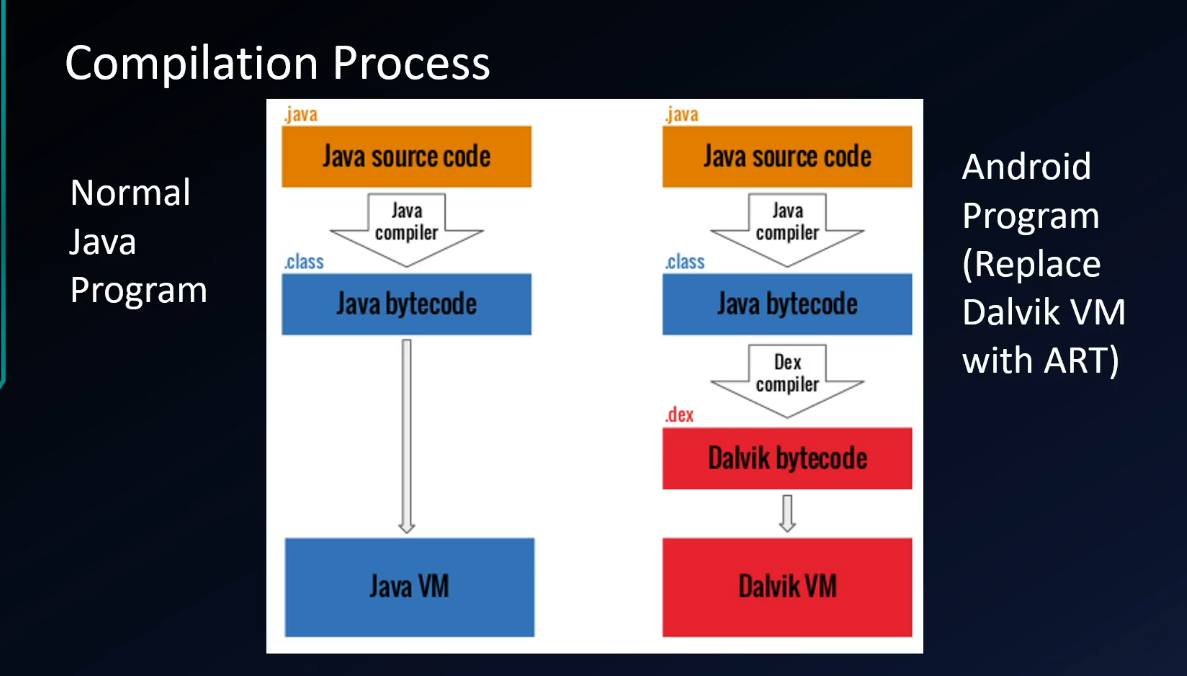 Compilation Process
Normal
Java
Program
.java
Java source code
Java
compiler
.class
Java bytecode
Java VM
.java
Java source code
Java
compiler
.class
Java bytecode
Dex
compiler
.dex
Dalvik bytecode
Dalvik VM
Android
Program
(Replace
Dalvik VM
with ART)